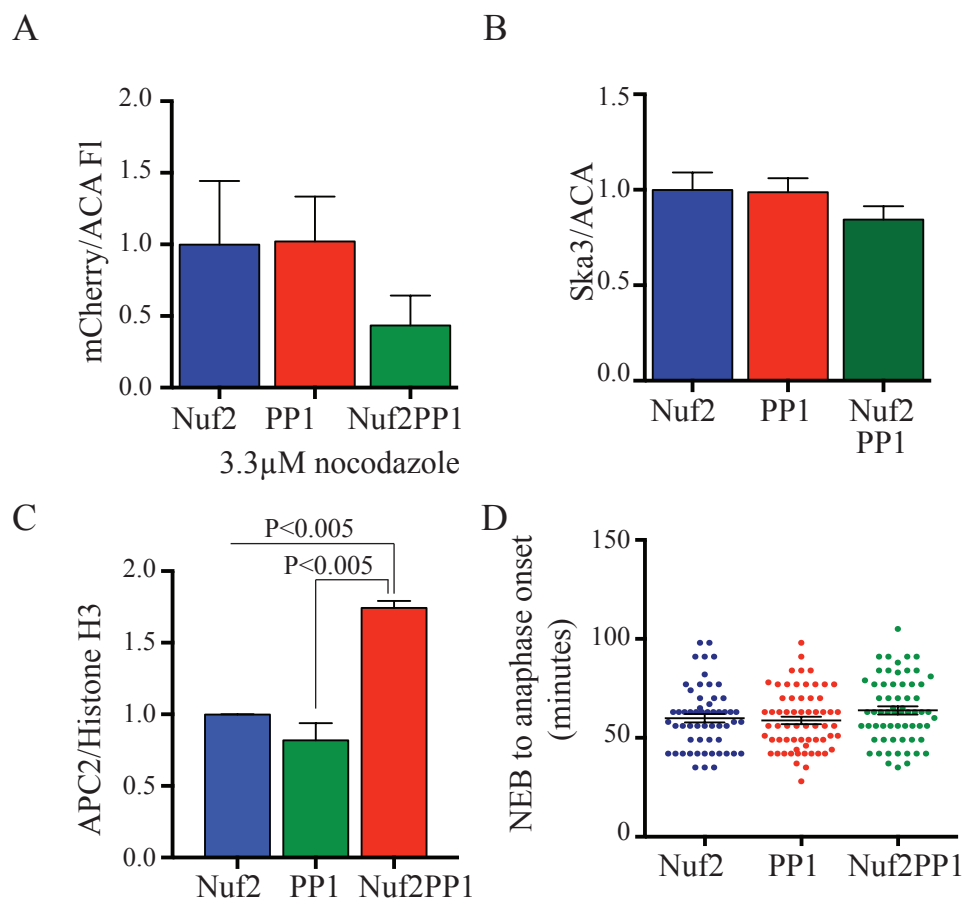 A
mCherry/ACA Fl
2.0
1.5
1.0
0.5
0.0
Nuf2 PP1 Nuf2PP1
3.3µM nocodazole
B
Ska3/ACA
1.5
1.0
0.5
0.0
Nuf2 PP1 Nuf2
PP1
C
P<0.005
P<0.005
APC2/Histone H3
2.0
1.5
1.0
0.5
0.0
Nuf2 PP1 Nuf2PP1
D
NEB to anaphase onset
(minutes)
150
100
50
0
Nuf2 PP1 Nuf2PP1